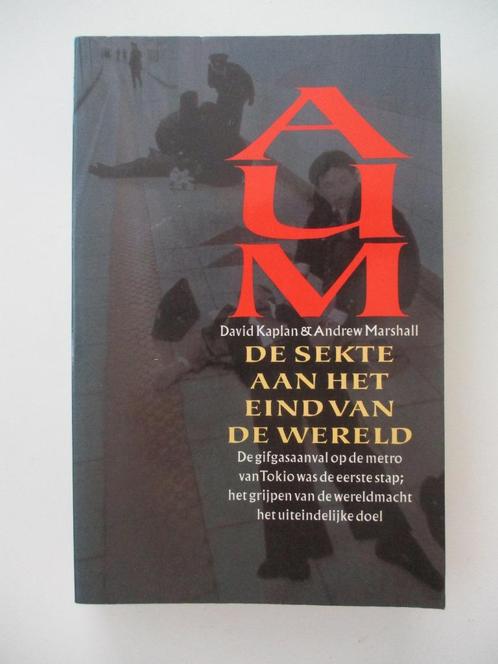 AUM
David Kaplan & Andrew Marshall
DE SEKTE
AAN HET
EIND VAN
DE WERELD
De gifgasaanval op de metro
van Tokio was de eerste stap;
het grijpen van de wereldmacht
het uiteindelijke doel